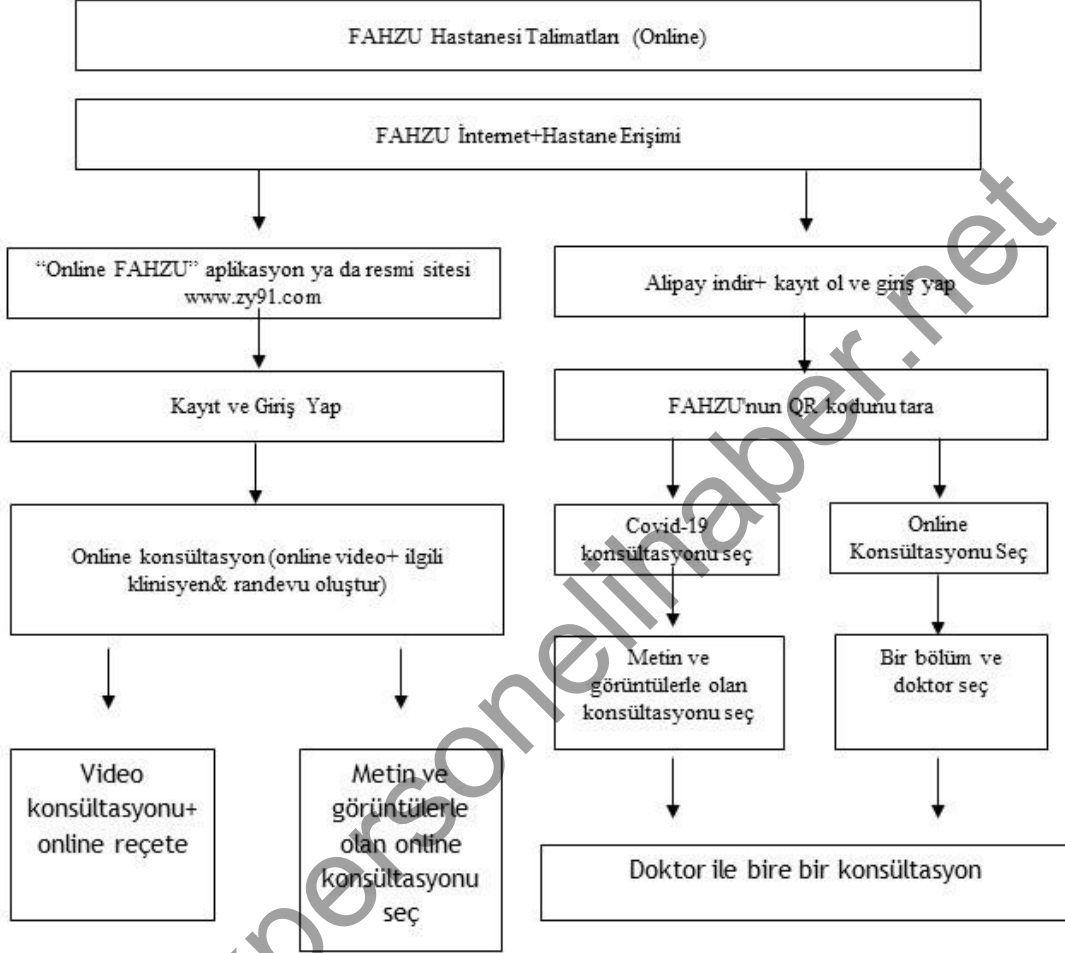 FAHZU Hastanesi Talimatları (Online)
FAHZU İnternet+Hastane Erişimi
“Online FAHZU” aplikasyon ya da resmi sitesi
www.zy91.com
Alipay indir+ kayıt ol ve giriş yap
Kayıt ve Giriş Yap
FAHZU'nun QR kodunu tara
Online konsültasyon (online video+ ilgili
klinisyen& randevu oluştur)
Covid-19
konsültasyonu seç
Online
Konsültasyonu Seç
Metin ve
görüntülerle olan
konsültasyonu seç
Bir bölüm ve
doktor seç
Video
konsültasyonu+
online reçete
Metin ve
görüntülerle
olan online
konsültasyonu
seç
Doktor ile bire bir konsültasyon
personelihaber.net